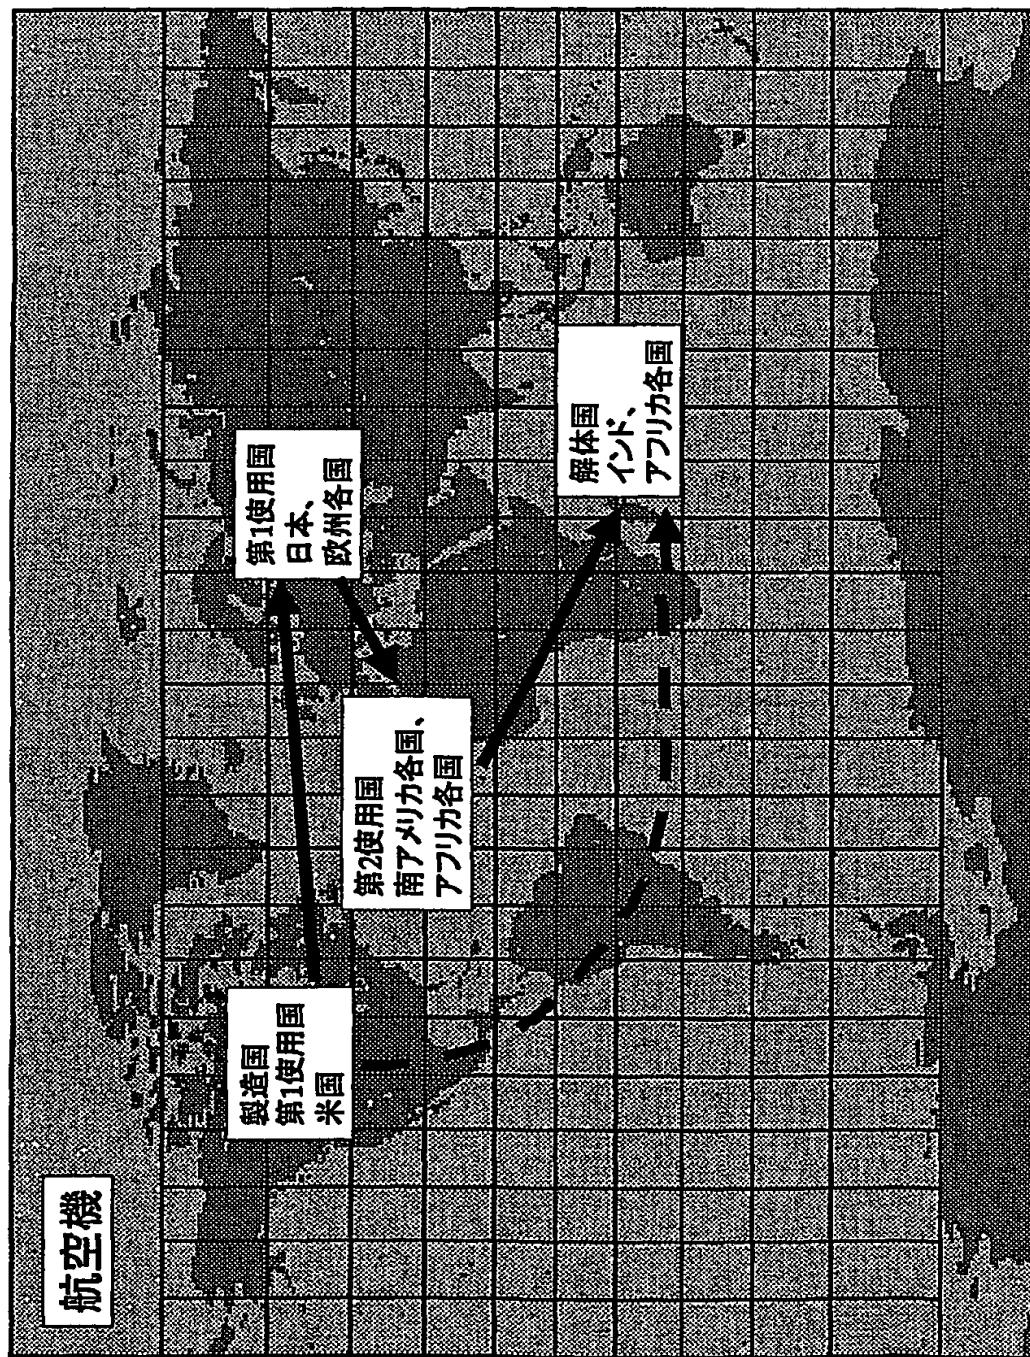 航空機
製造国
第1使用国
米国
第1使用国
日本、
欧州各国
第2使用国
南アメリカ各国、
アフリカ各国
解体国
インド、
アフリカ各国